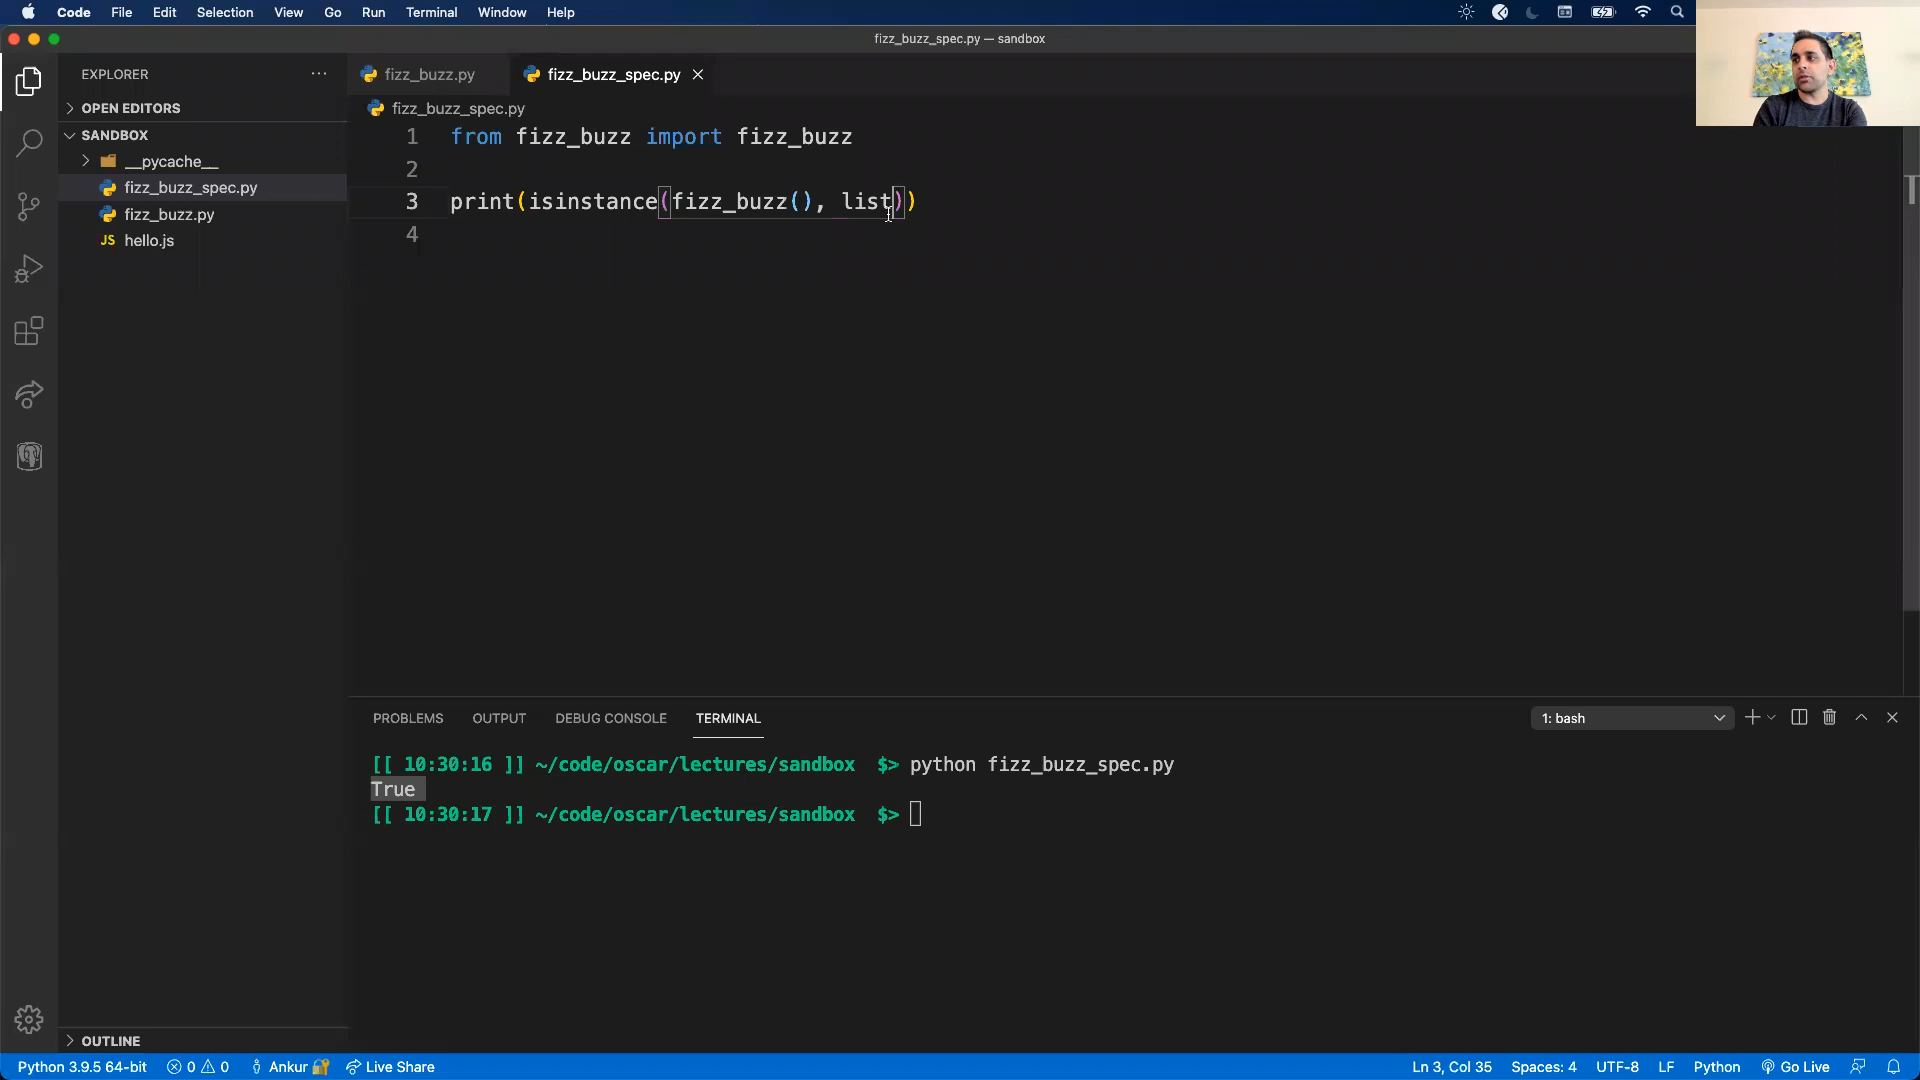 Code File Edit Selection View Go Run Terminal Window Help
fizz_buzz_spec.py — sandbox
EXPLORER
fizz_buzz.py
fizz_buzz_spec.py
OPEN EDITORS
fizz_buzz_spec.py
SANDBOX
1 from fizz_buzz import fizz_buzz
__pycache__
2
fizz_buzz_spec.py
3 print(isinstance(fizz_buzz(), list))
fizz_buzz.py
4
JS hello.js
PROBLEMS OUTPUT DEBUG CONSOLE TERMINAL
1: bash
[[ 10:30:16 ]] ~/code/oscar/lectures/sandbox $> python fizz_buzz_spec.py
True
[[ 10:30:17 ]] ~/code/oscar/lectures/sandbox $>
OUTLINE
Python 3.9.5 64-bit 0 0 Ankur Live Share Ln 3, Col 35 Spaces: 4 UTF-8 LF Python Go Live